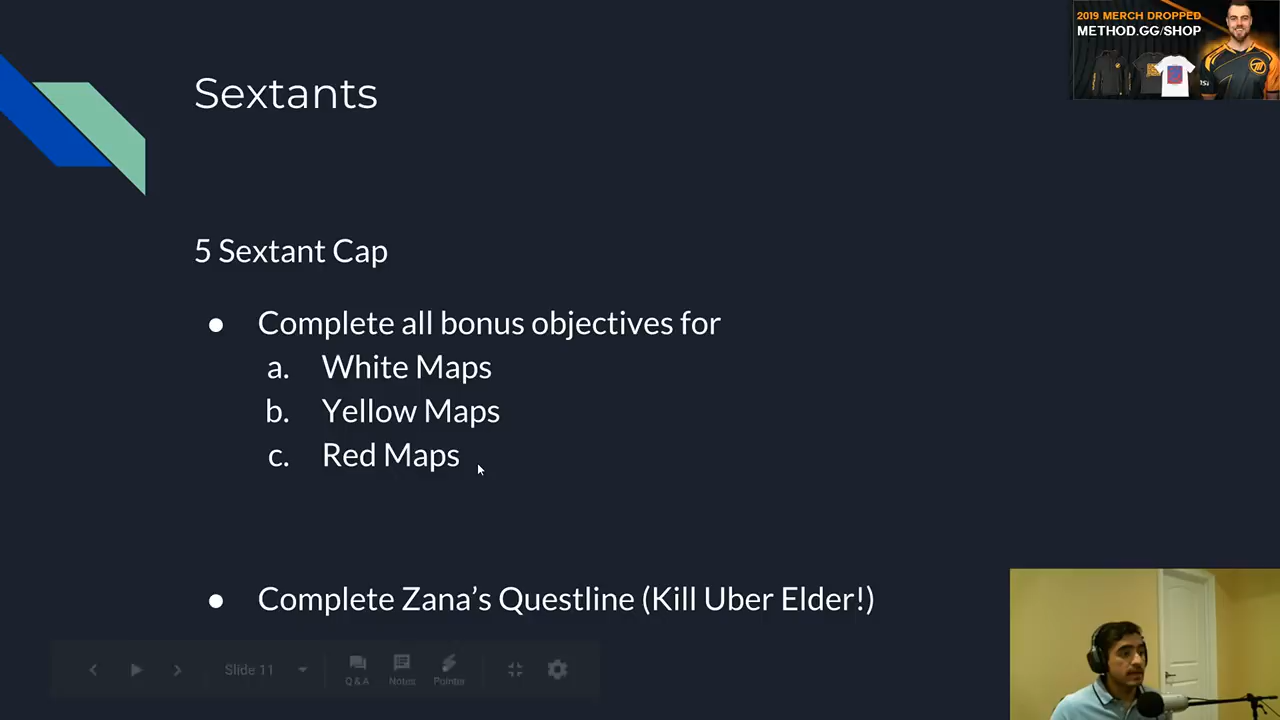 2019 MERCH DROPPED
METHOD.GG/SHOP
Sextants
5 Sextant Cap
● Complete all bonus objectives for
a. White Maps
b. Yellow Maps
c. Red Maps
● Complete Zana's Questline (Kill Uber Elder!)
Slide 11
Q & A
Notes
Pointer